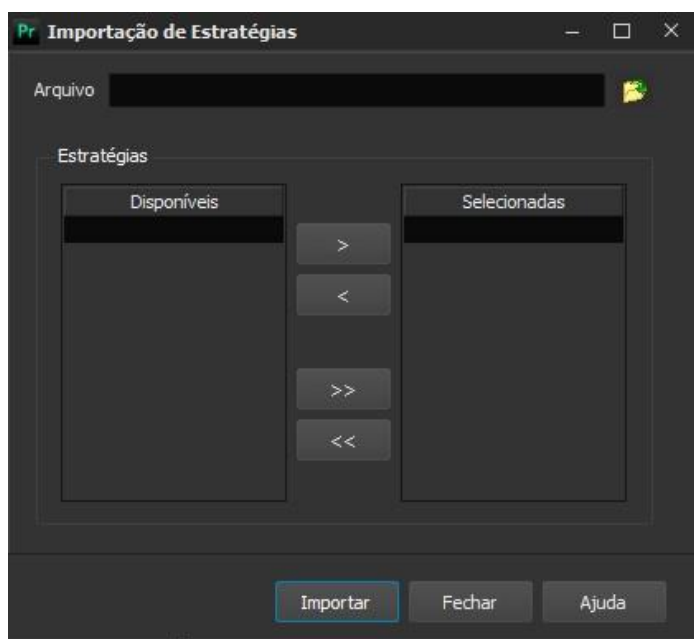 Pr Importação de Estratégias
Arquivo
Estratégias
Disponíveis
Selecionadas
>
<
>>
<<
Importar
Fechar
Ajuda